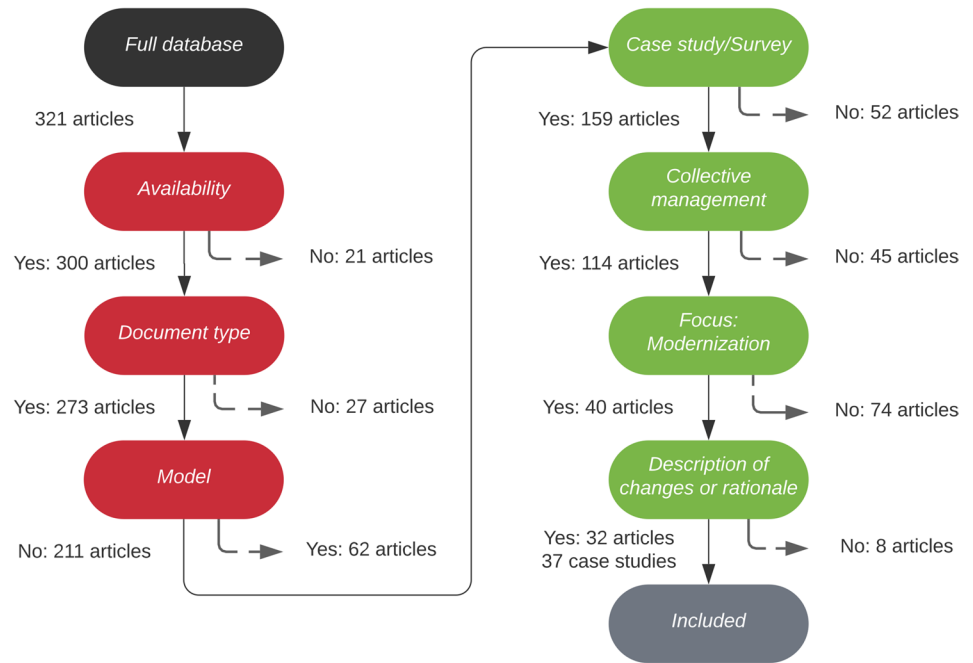 Full database
321 articles
Availability
Yes: 300 articles
No: 21 articles
Document type
Yes: 273 articles
No: 27 articles
Model
No: 211 articles
Yes: 62 articles
Case study/Survey
Yes: 159 articles
No: 52 articles
Collective
management
Yes: 114 articles
No: 45 articles
Focus:
Modernization
Yes: 40 articles
No: 74 articles
Description of
changes or rationale
Yes: 32 articles
37 case studies
No: 8 articles
Included